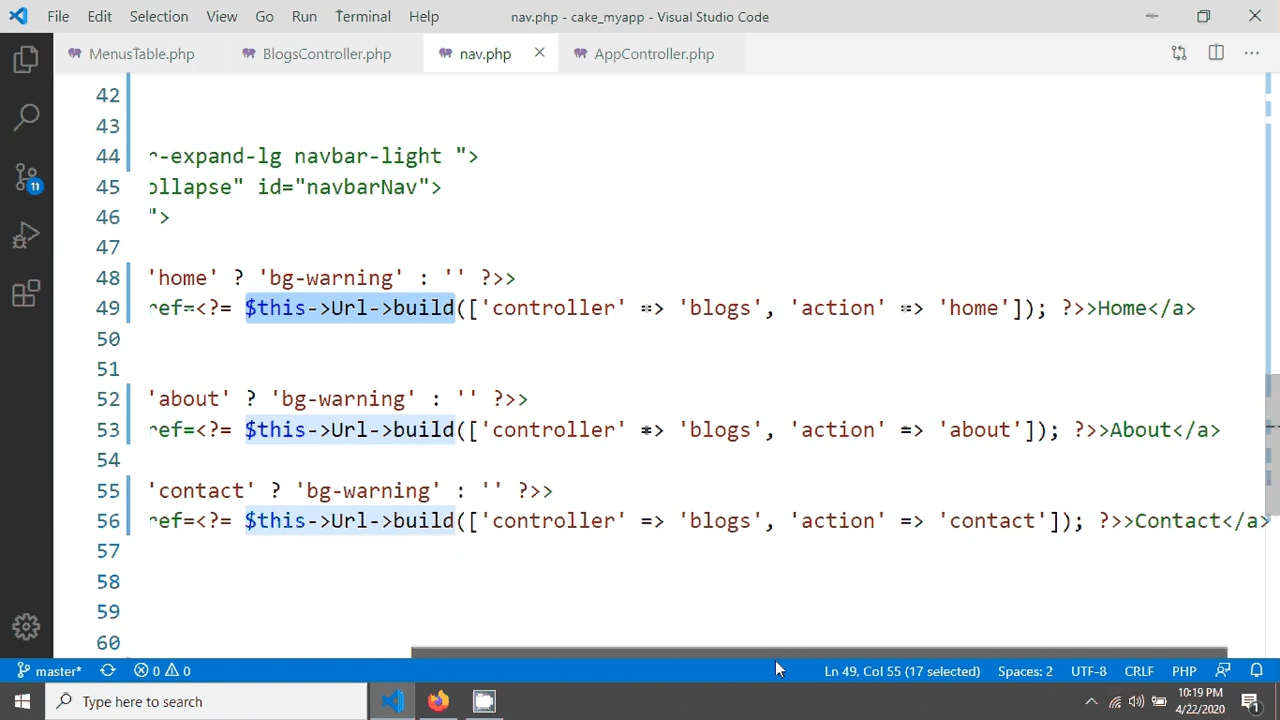 File Edit Selection View Go Run Terminal Help nav.php - cake_myapp - Visual Studio Code
MenusTable.php BlogsController.php nav.php AppController.php
42
43
44 r-expand-lg navbar-light ">
45 ollapse" id="navbarNav">
46 ">
47
48 'home' ? 'bg-warning' : '' ?>>
49 ref=<?= $this->Url->build(['controller' => 'blogs', 'action' => 'home']); ?>>Home</a>
50
51
52 'about' ? 'bg-warning' : '' ?>>
53 ref=<?= $this->Url->build(['controller' => 'blogs', 'action' => 'about']); ?>>About</a>
54
55 'contact' ? 'bg-warning' : '' ?>>
56 ref=<?= $this->Url->build(['controller' => 'blogs', 'action' => 'contact']); ?>>Contact</a>
57
58
59
60
11
master* 0 0 Ln 49, Col 55 (17 selected) Spaces: 2 UTF-8 CRLF PHP
Type here to search
10:19 PM
4/22/2020
1